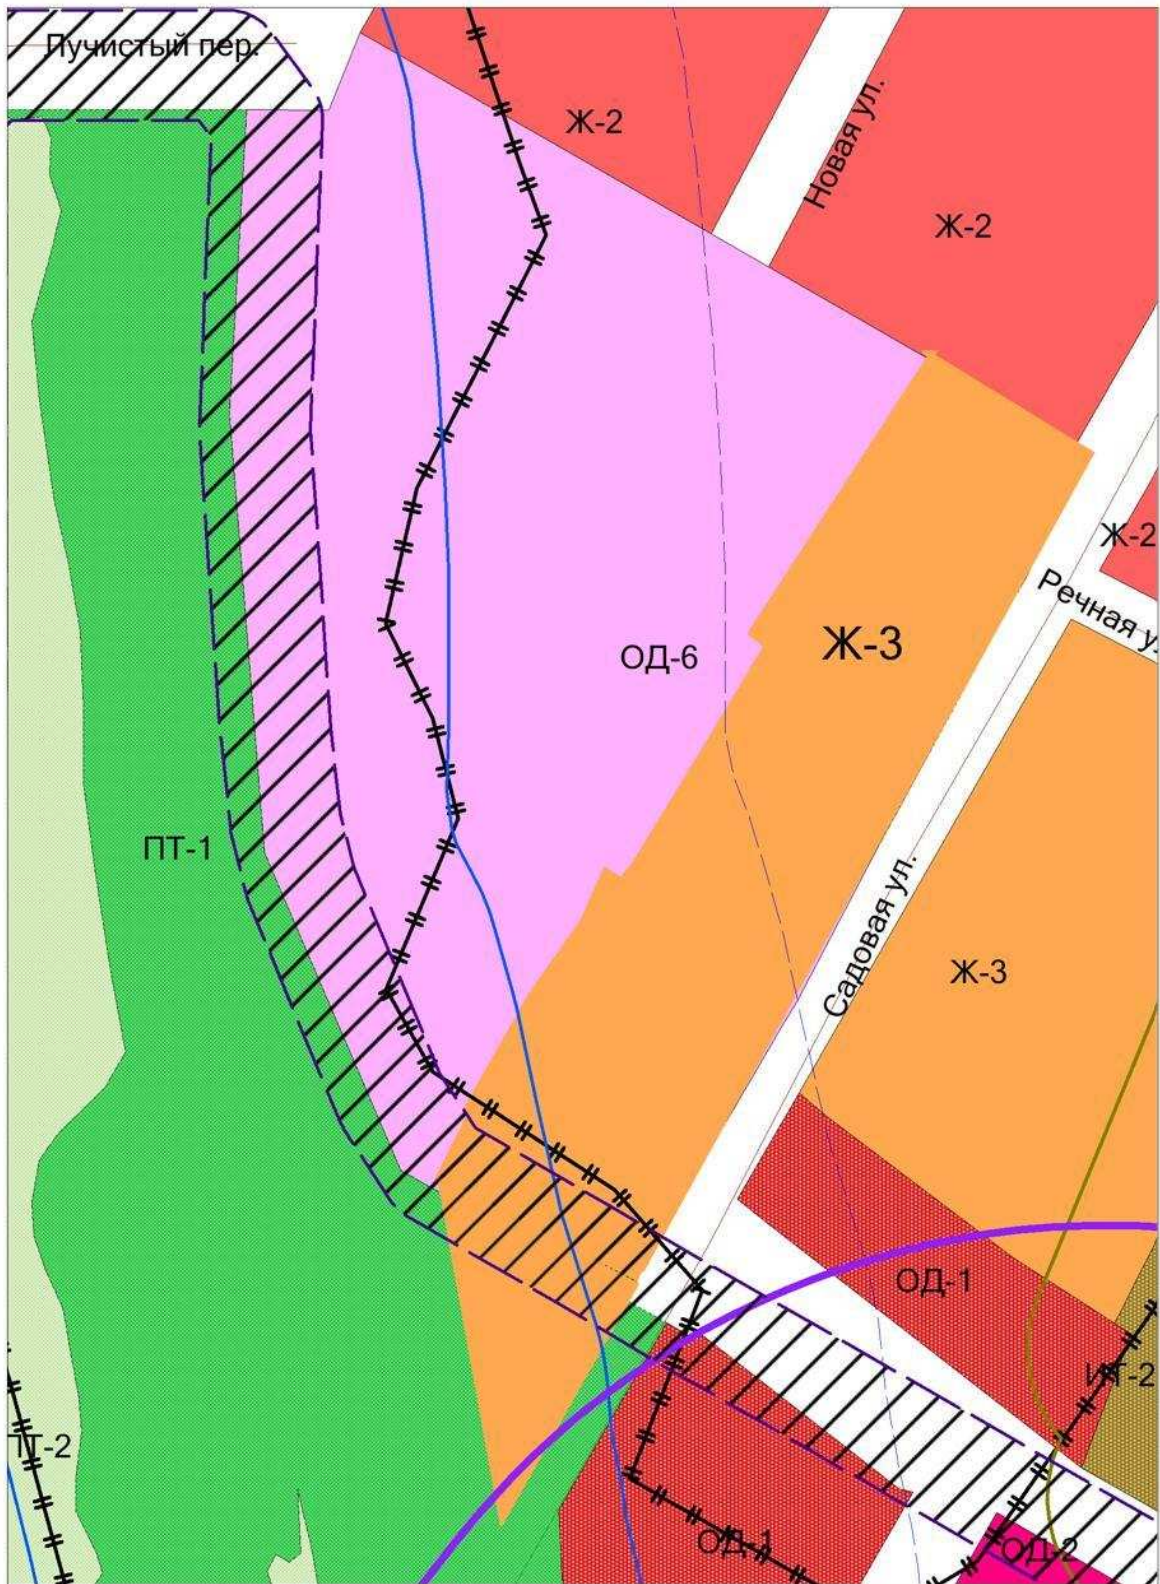 Пучистый пер.
Ж-2
Новая ул.
Ж-2
Ж-2
Речная у
Ж-3
ОД-6
ПТ-1
Садовая ул.
Ж-3
ОД-1
ИТ-2
ПТ-2
ОД-1
ОД-2